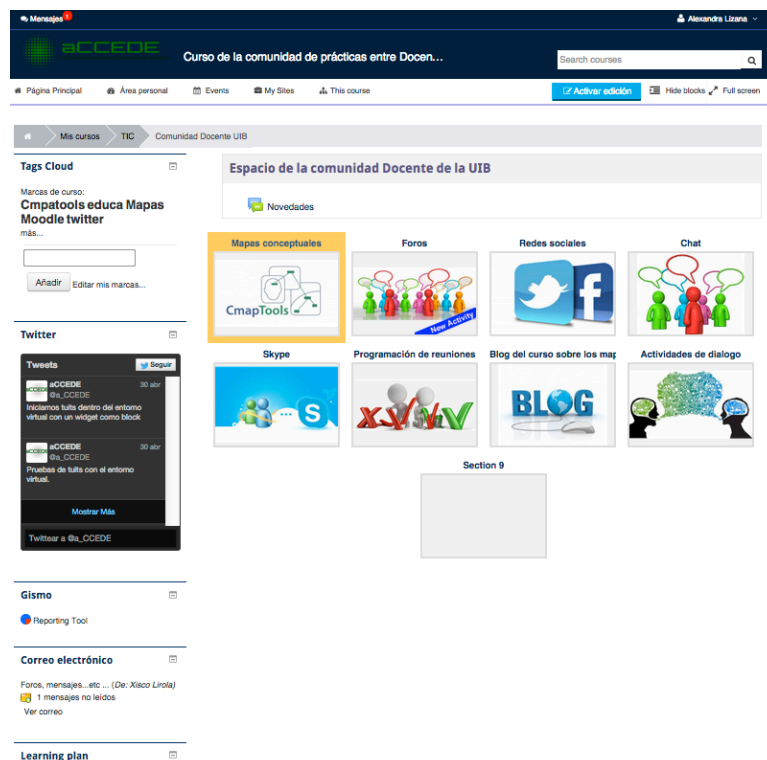 Mensajes 1
Alexandra Lizana
aCCEDE
Curso de la comunidad de prácticas entre Docen...
Search courses
Página Principal
Área personal
Events
My Sites
This course
Activar edición
Hide blocks
Full screen
Mis cursos
TIC
Comunidad Docente UIB
Tags Cloud
Marcas de curso:
Cmpatools educa Mapas
Moodle twitter
más...
Añadir
Editar mis marcas...
Twitter
Tweets
Seguir
aCCEDE
30 abr
@a_CCEDE
Iniciamos tuits dentro del entorno
virtual con un widget como block
aCCEDE
30 abr
@a_CCEDE
Pruebas de tuits con el entorno
virtual.
Mostrar Más
Twittear a @a_CCEDE
Gismo
Reporting Tool
Correo electrónico
Foros, mensajes...etc ... (De: Xisco Lirola)
1 mensajes no leídos
Ver correo
Learning plan
Espacio de la comunidad Docente de la UIB
Novedades
Mapas conceptuales
Foros
Redes sociales
Chat
CmapTools
New Activity
Skype
Programación de reuniones
Blog del curso sobre los map
Actividades de dialogo
S
BLOG
Section 9